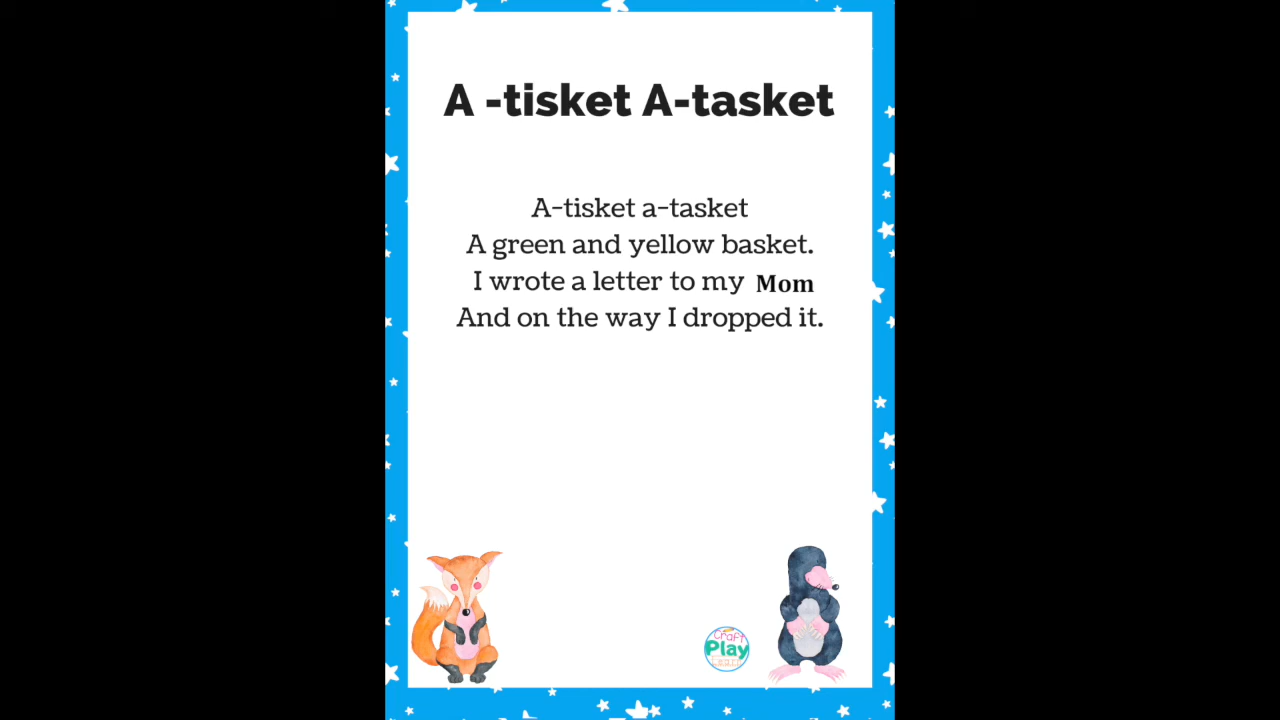 A -tisket A-tasket
A-tisket a-tasket
A green and yellow basket.
I wrote a letter to my Mom
And on the way I dropped it.
Craft
Play
Learn